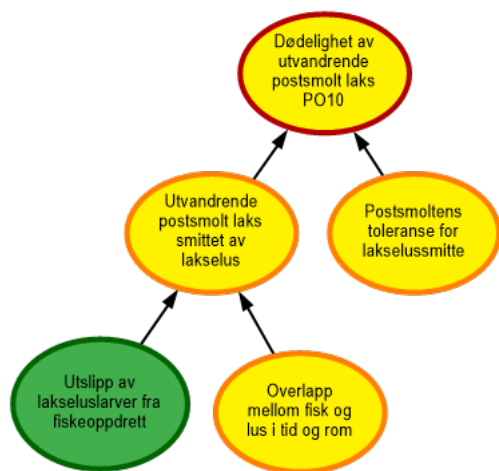 Dødelighet av
utvandrende
postsmolt laks
PO10
Utvandrende
postsmolt laks
smittet av
lakselus
Postsmoltens
toleranse for
lakselussmitte
Utslipp av
lakseluslarver fra
fiskeoppdrett
Overlapp
mellom fisk og
lus i tid og rom